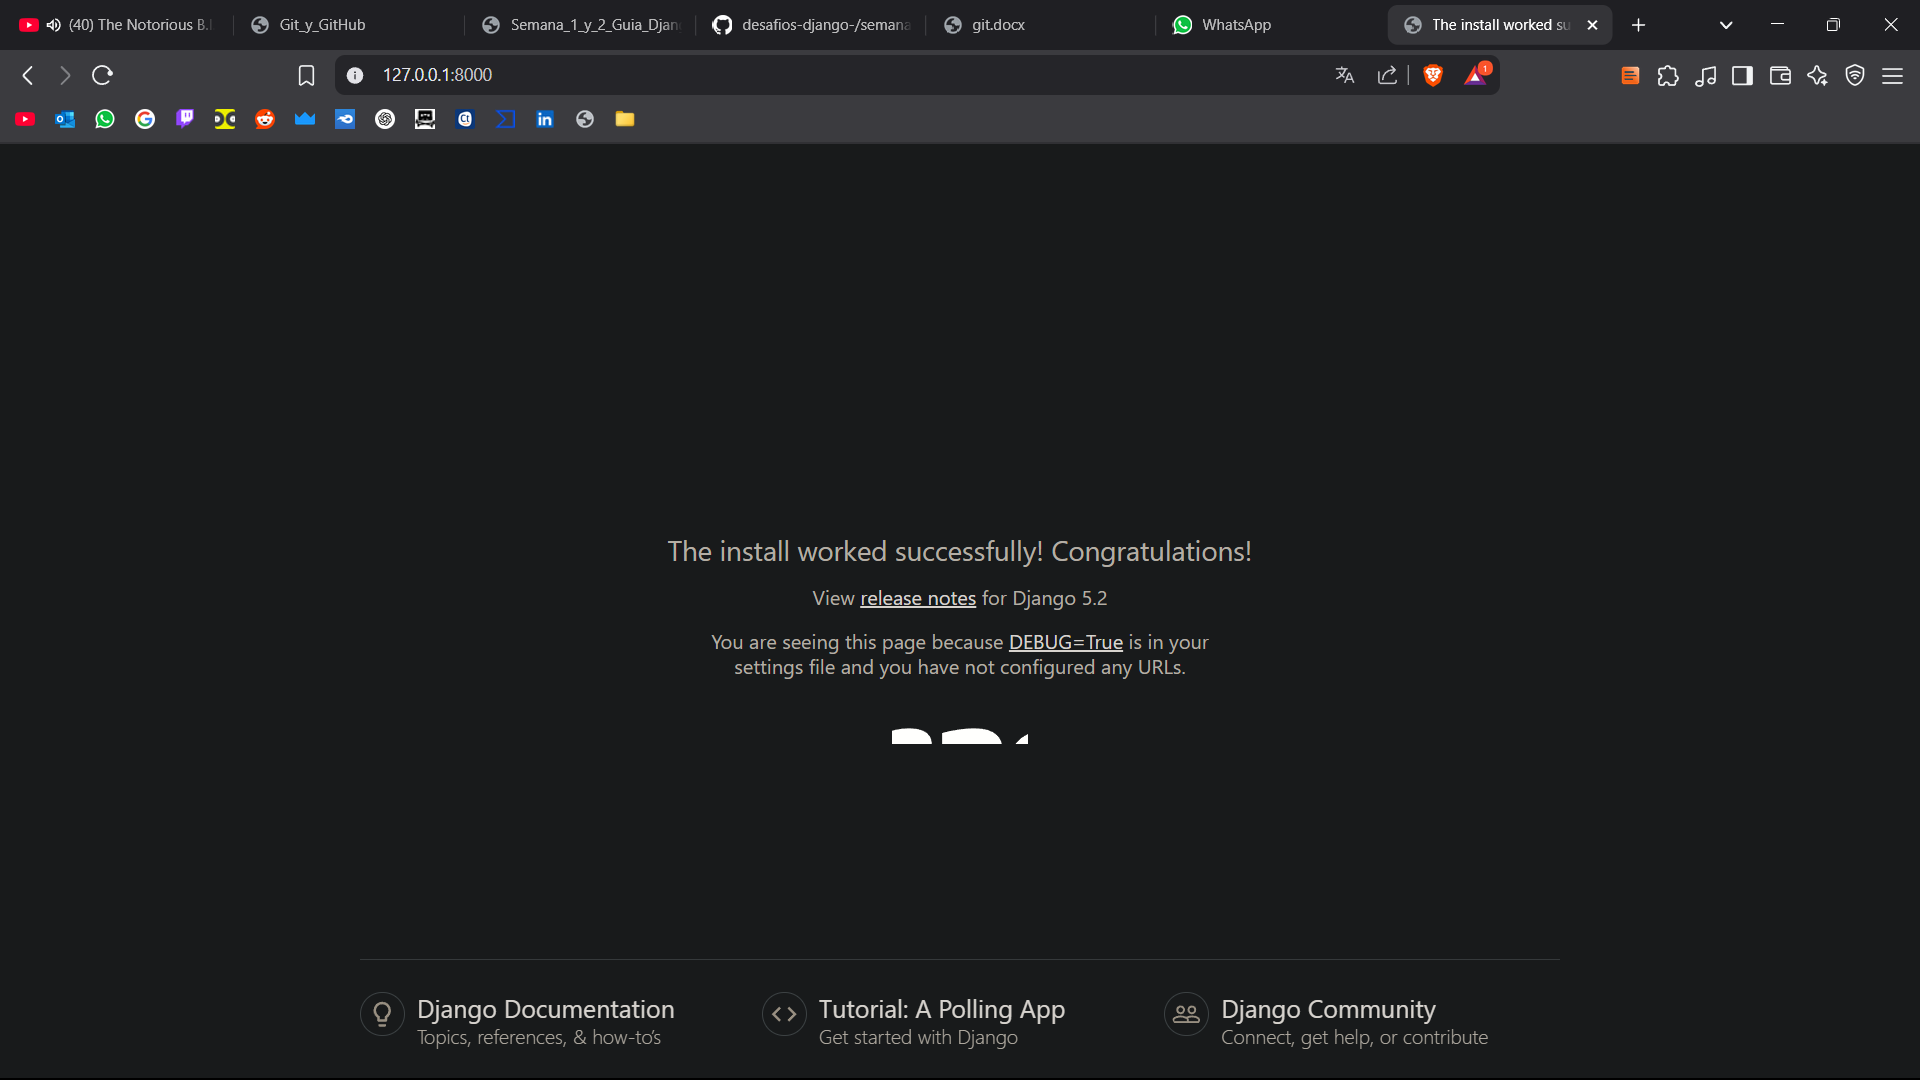 (40) The Notorious B.I
Git_y_GitHub
Semana_1_y_2_Guia_Djan
desafios-django-/semana
git.docx
WhatsApp
The install worked su
127.0.0.1:8000
1
Ct
in
The install worked successfully! Congratulations!
View release notes for Django 5.2
You are seeing this page because DEBUG=True is in your
settings file and you have not configured any URLs.
Django Documentation
Topics, references, & how-to's
Tutorial: A Polling App
Get started with Django
Django Community
Connect, get help, or contribute